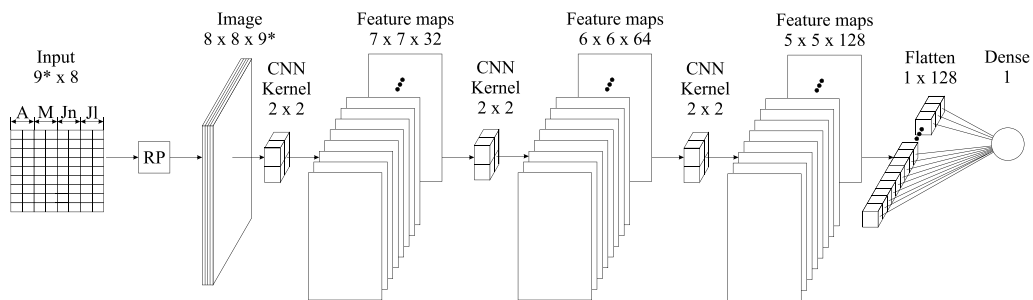 Input
9* x 8
A M Jn Jl
RP
Image
8 x 8 x 9*
CNN
Kernel
2 x 2
Feature maps
7 x 7 x 32
CNN
Kernel
2 x 2
Feature maps
6 x 6 x 64
CNN
Kernel
2 x 2
Feature maps
5 x 5 x 128
Flatten
1 x 128
Dense
1